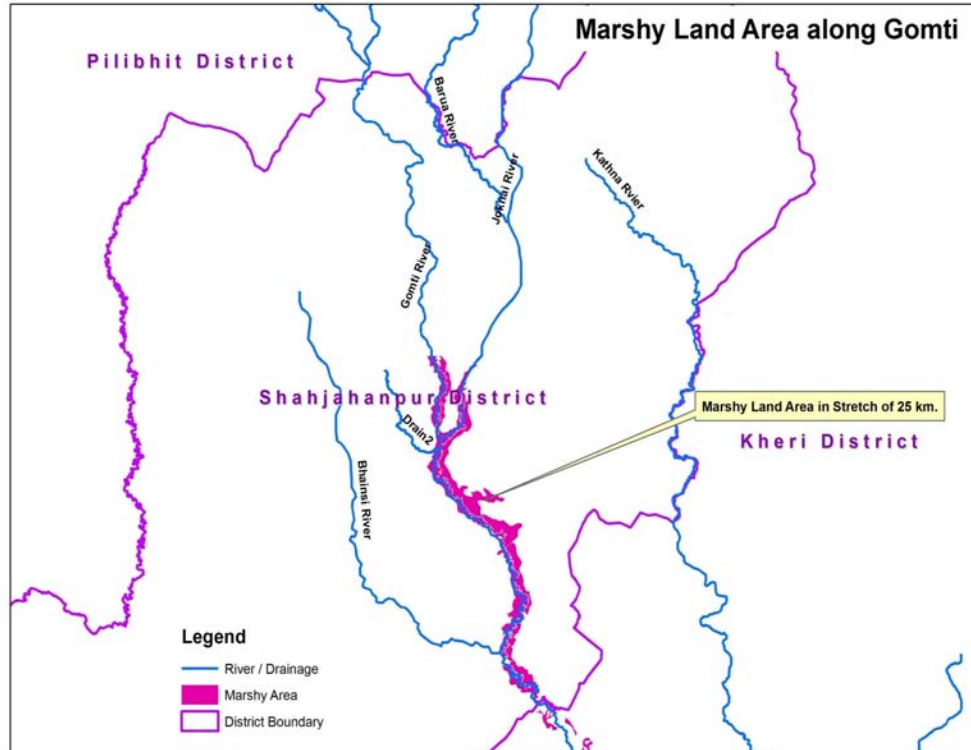 Marshy Land Area along Gomti
Pilibhit District
Barua River
Joknai River
Kathna Rvier
Gomti River
Shahjahanpur District
Marshy Land Area in Stretch of 25 km.
Drain2
Kheri District
Bhainsi River
Legend
River / Drainage
Marshy Area
District Boundary